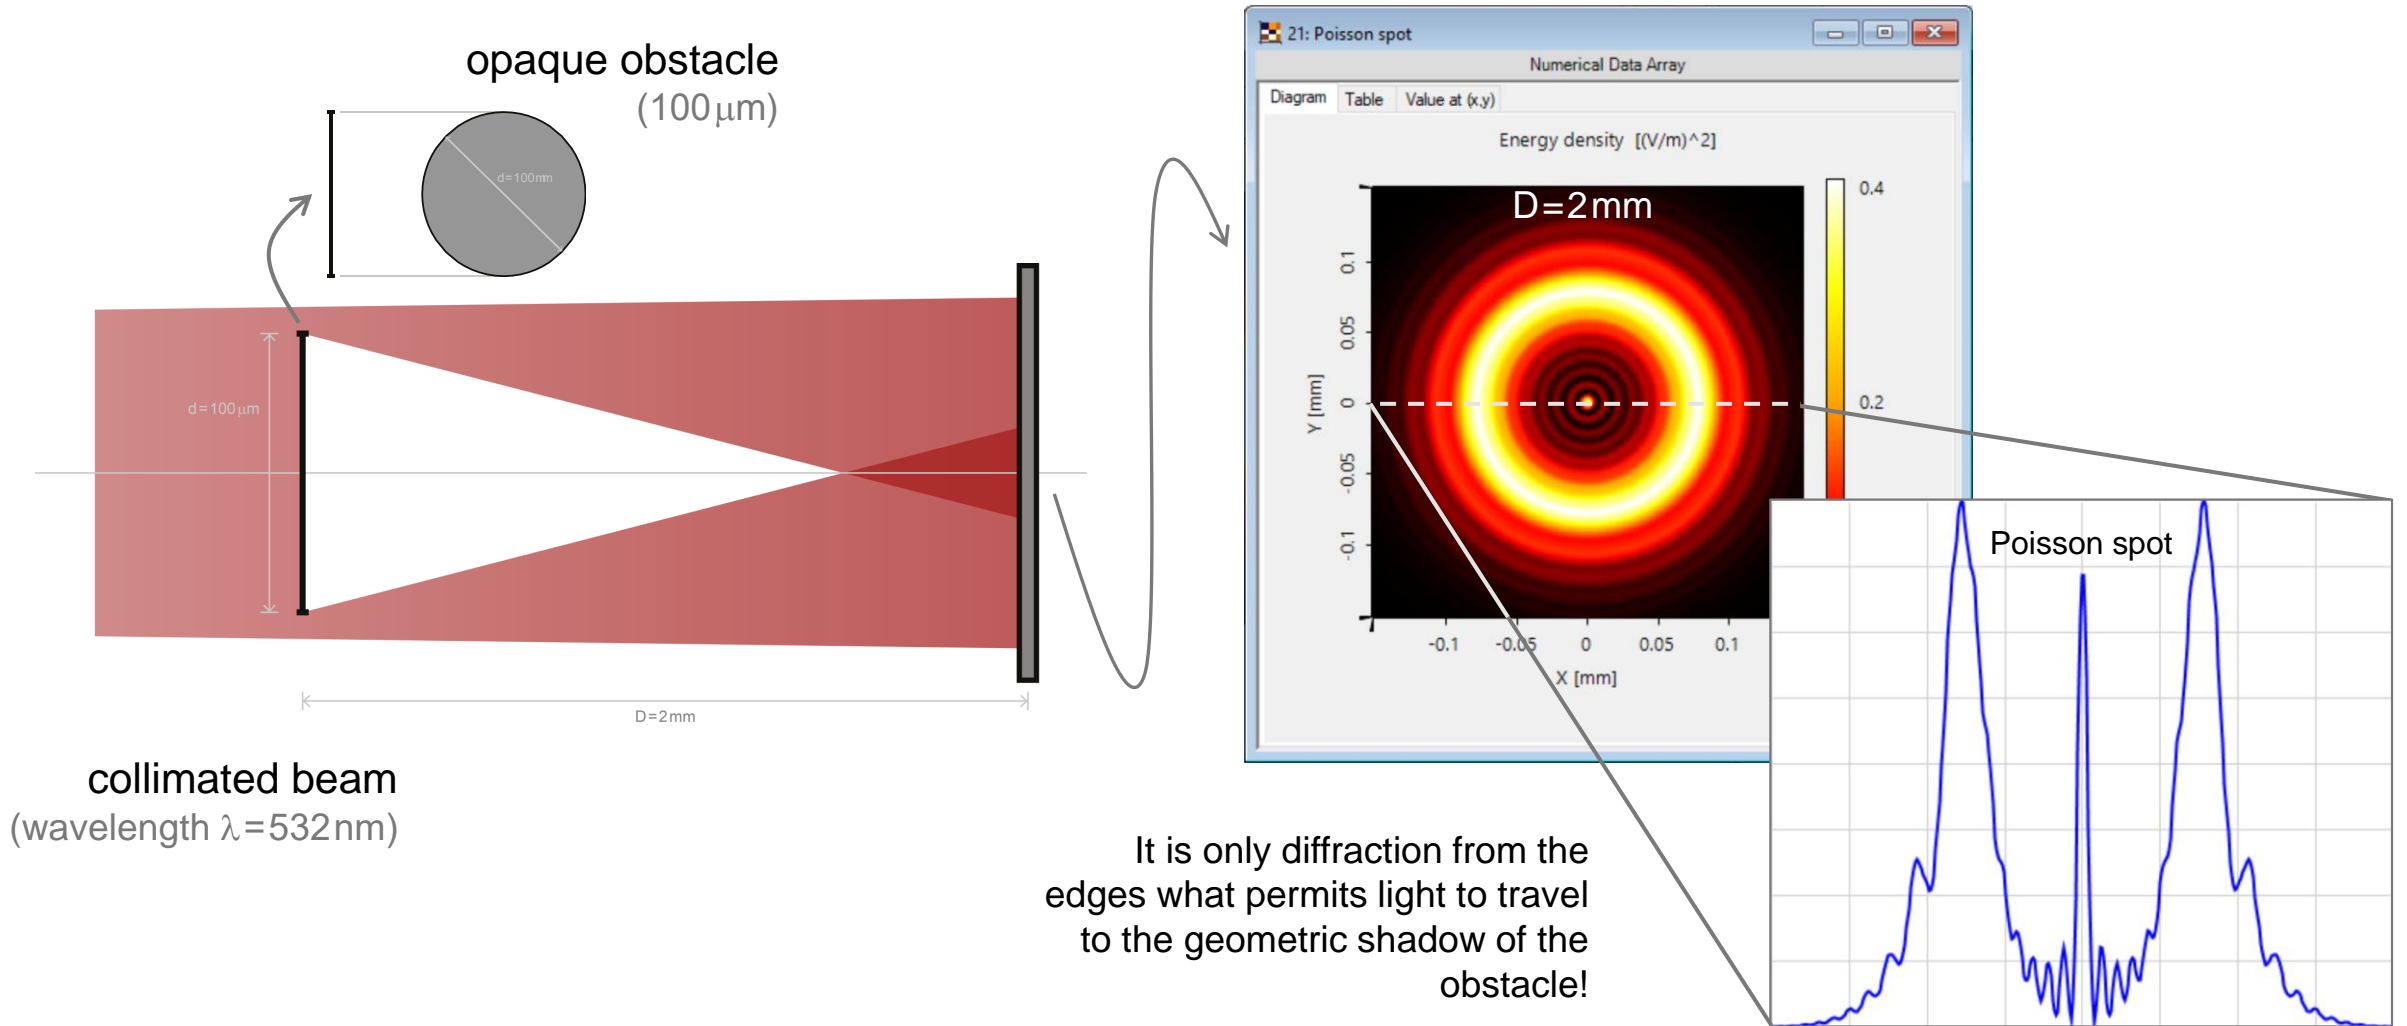 opaque obstacle
(100 μm)
d=100mm
d=100μm
D=2mm
collimated beam
(wavelength λ=532nm)
21: Poisson spot
Numerical Data Array
Diagram
Table
Value at (x,y)
Energy density [(V/m)^2]
D=2mm
0.4
0.2
Y [mm]
0.1
0.05
0
-0.05
-0.1
-0.1
-0.05
0
0.05
0.1
X [mm]
Poisson spot
It is only diffraction from the
edges what permits light to travel
to the geometric shadow of the
obstacle!